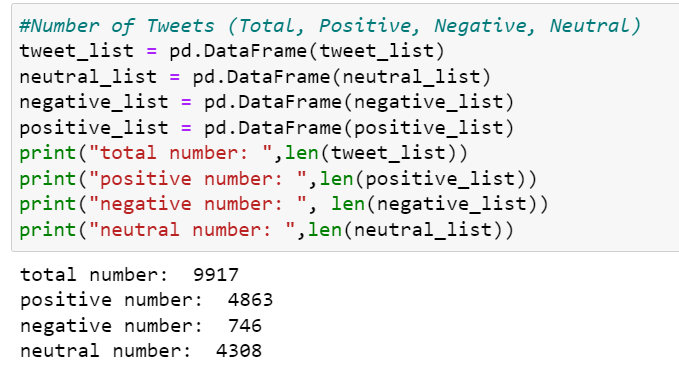 #Number of Tweets (Total, Positive, Negative, Neutral)
tweet_list = pd.DataFrame(tweet_list)
neutral_list = pd.DataFrame(neutral_list)
negative_list = pd.DataFrame(negative_list)
positive_list = pd.DataFrame(positive_list)
print("total number: ",len(tweet_list))
print("positive number: ",len(positive_list))
print("negative number: ", len(negative_list))
print("neutral number: ",len(neutral_list))
total number:  9917
positive number:  4863
negative number:  746
neutral number:  4308